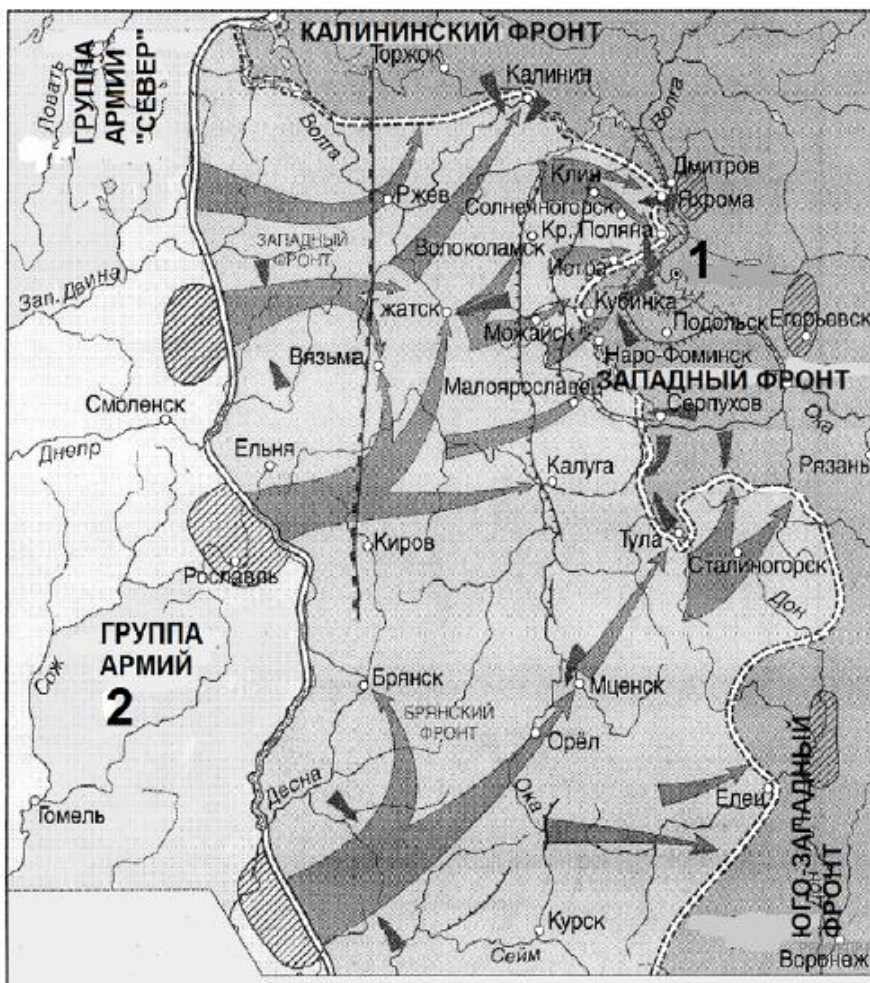 КАЛИНИНСКИЙ ФРОНТ
Торжок
ГРУППА
АРМИЙ
"СЕВЕР"
Ловать
Калинин
Волга
Волга
Дмитров
Клин
Яхрома
Ржев
Солнечногорск
ЗАПАДНЫЙ
ФРОНТ
Волоколамск
Кр. Поляна
Истра
1
Зап. Двина
Гжатск
Кубинка
Можайск
Подольск
Егорьевск
Наро-Фоминск
Вязьма
Малоярославец
ЗАПАДНЫЙ ФРОНТ
Смоленск
Серпухов
Ока
Днепр
Ельня
Калуга
Рязань
Киров
Тула
Рославль
Сталиногорск
Дон
ГРУППА
АРМИЙ
2
Сож
Брянск
Мценск
БРЯНСКИЙ
ФРОНТ
Орёл
Десна
Ока
Елец
Гомель
ЮГО-ЗАПАДНЫЙ
ФРОНТ
Дон
Курск
Сейм
Воронеж